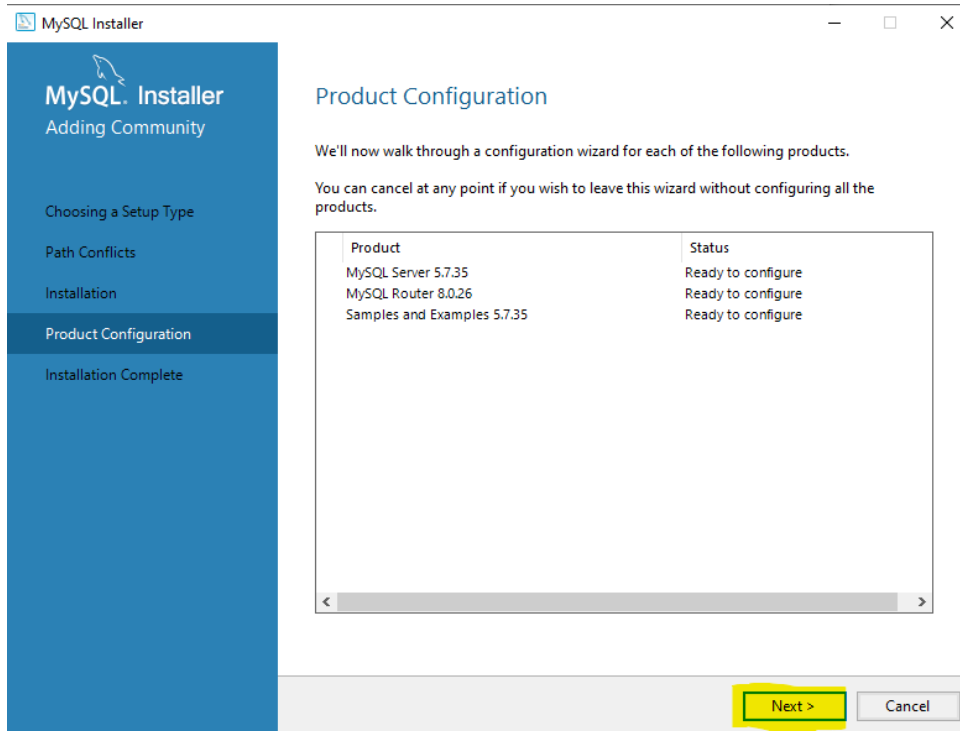 MySQL Installer
MySQL. Installer
Adding Community
Choosing a Setup Type
Path Conflicts
Installation
Product Configuration
Installation Complete
Product Configuration
We'll now walk through a configuration wizard for each of the following products.
You can cancel at any point if you wish to leave this wizard without configuring all the
products.
Product Status
MySQL Server 5.7.35 Ready to configure
MySQL Router 8.0.26 Ready to configure
Samples and Examples 5.7.35 Ready to configure
Next > Cancel